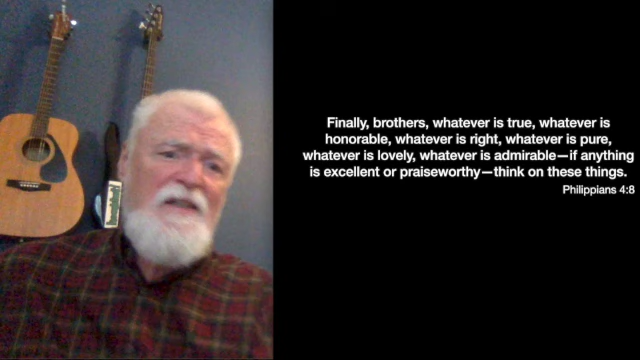 Finally, brothers, whatever is true, whatever is
honorable, whatever is right, whatever is pure,
whatever is lovely, whatever is admirable—if anything
is excellent or praiseworthy—think on these things.
Philippians 4:8